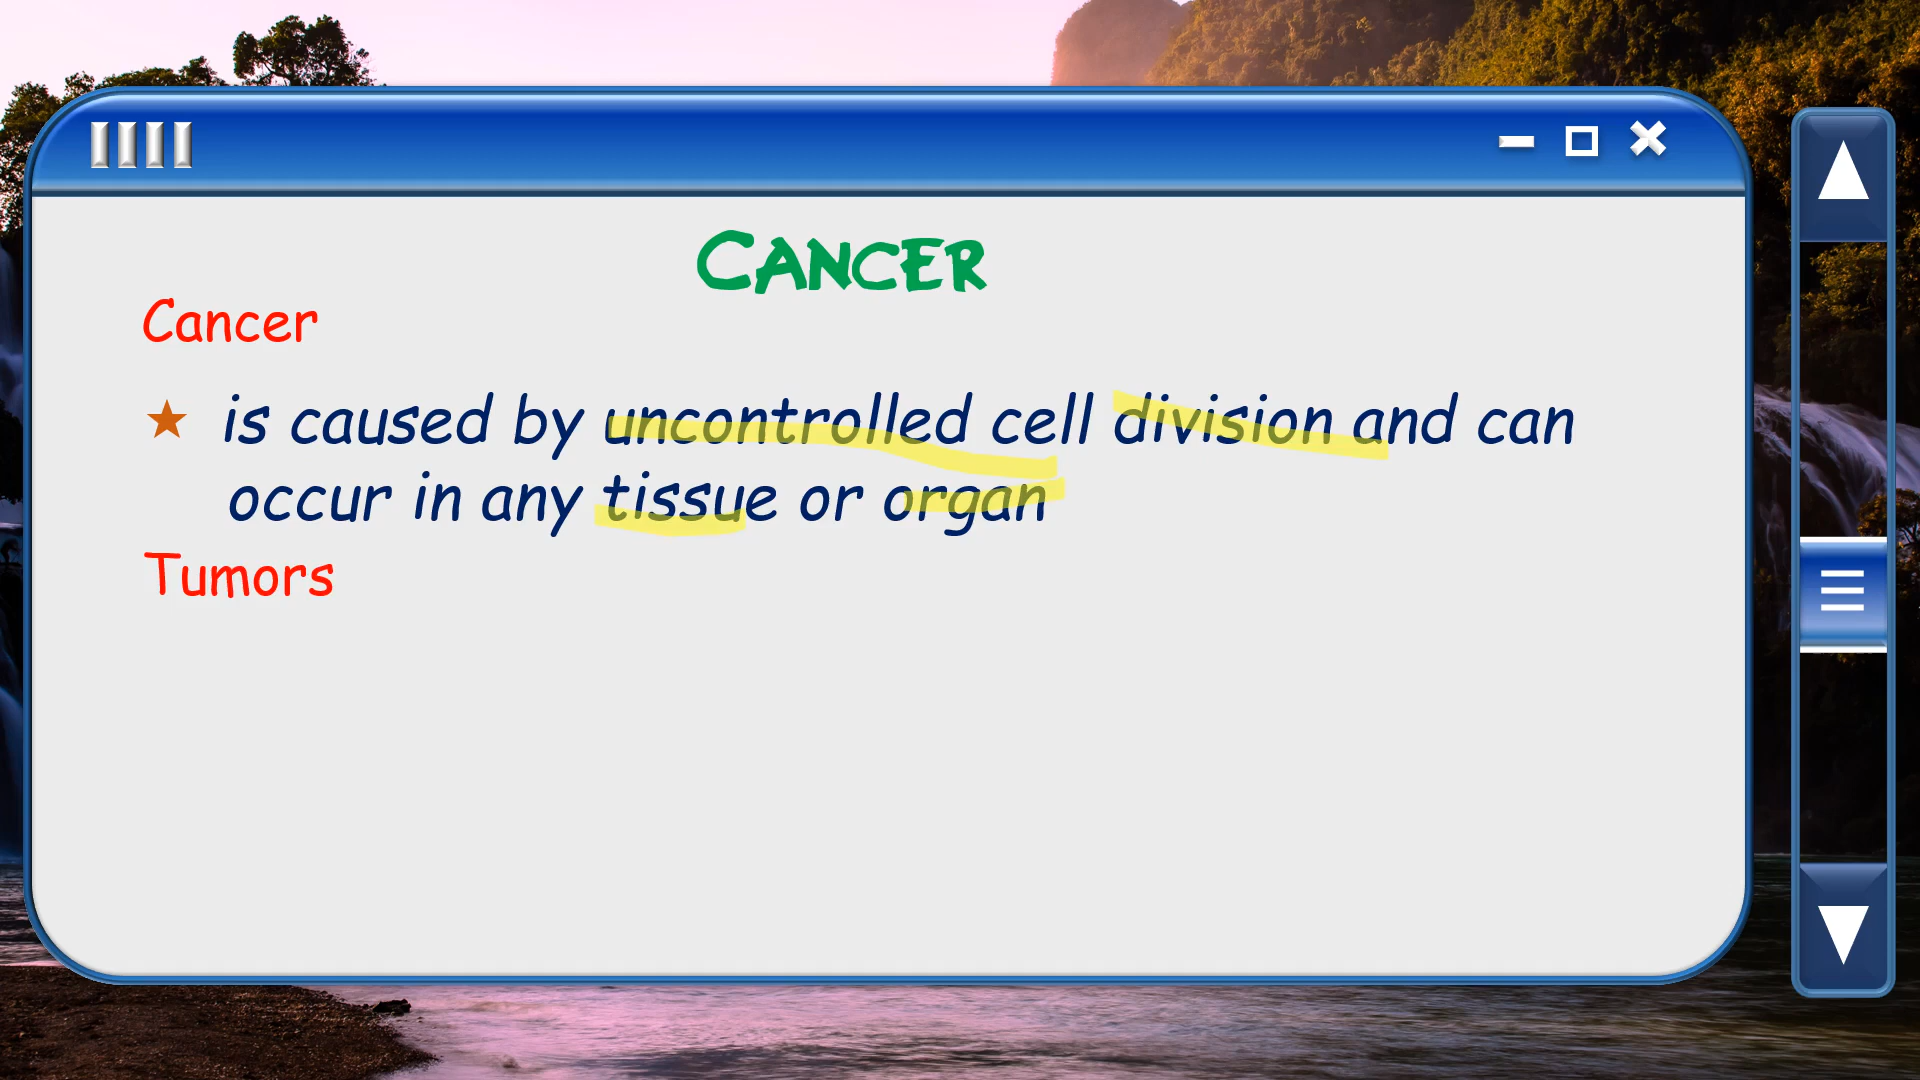 CANCER
Cancer
★ is caused by uncontrolled cell division and can
occur in any tissue or organ
Tumors